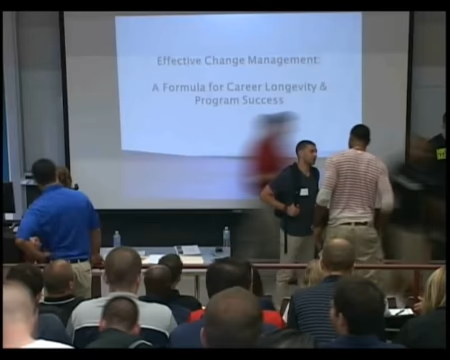 Effective Change Management:
A Formula for Career Longevity &
Program Success